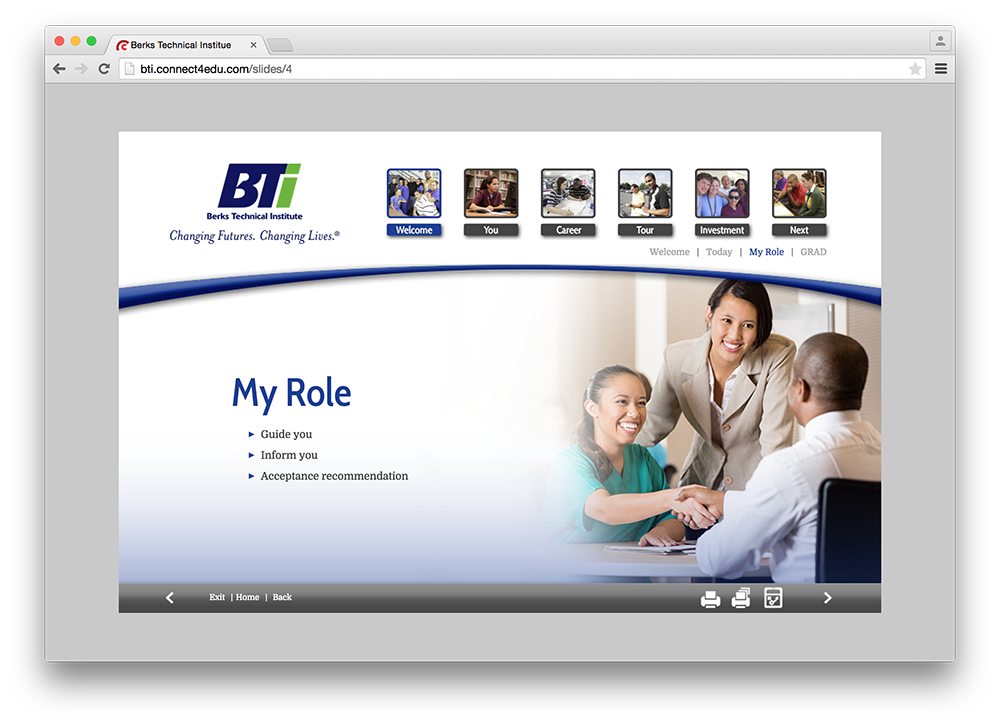 Berks Technical Institue
bti.connect4edu.com/slides/4
BTi
Berks Technical Institute
Changing Futures. Changing Lives.®
Welcome
You
Career
Tour
Investment
Next
Welcome | Today | My Role | GRAD
My Role
Guide you
Inform you
Acceptance recommendation
Exit | Home | Back